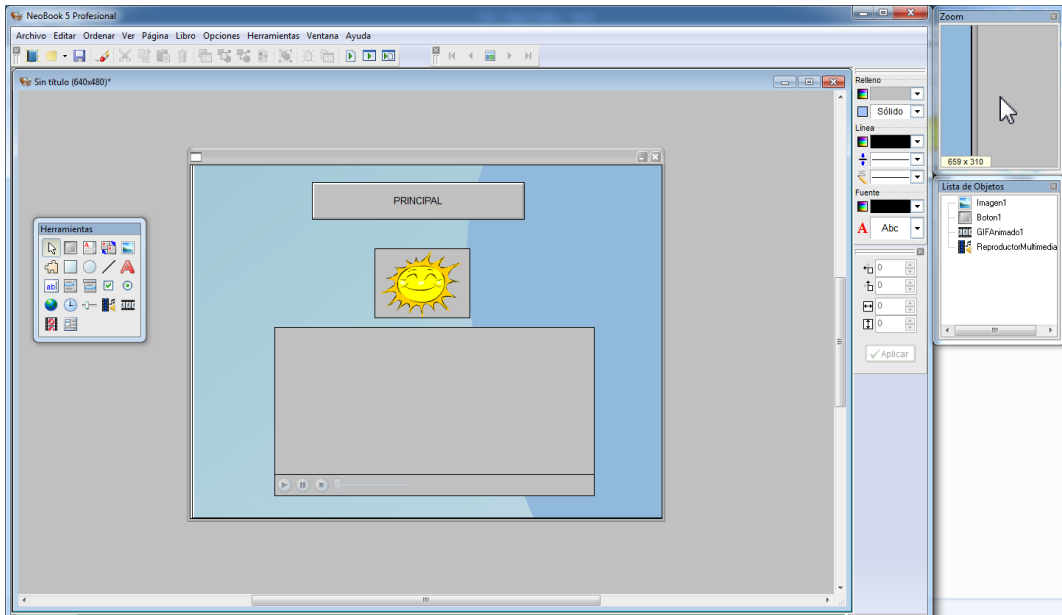 NeoBook 5 Profesional
Archivo Editar Ordenar Ver Página Libro Opciones Herramientas Ventana Ayuda
Sin título (640x480)*
PRINCIPAL
Herramientas
A
ab
Relleno
Sólido
Línea
Fuente
A Abc
0
0
0
0
Aplicar
Zoom
659 x 310
Lista de Objetos
Imagen1
Boton1
GIFAnimado1
ReproductorMultimedia